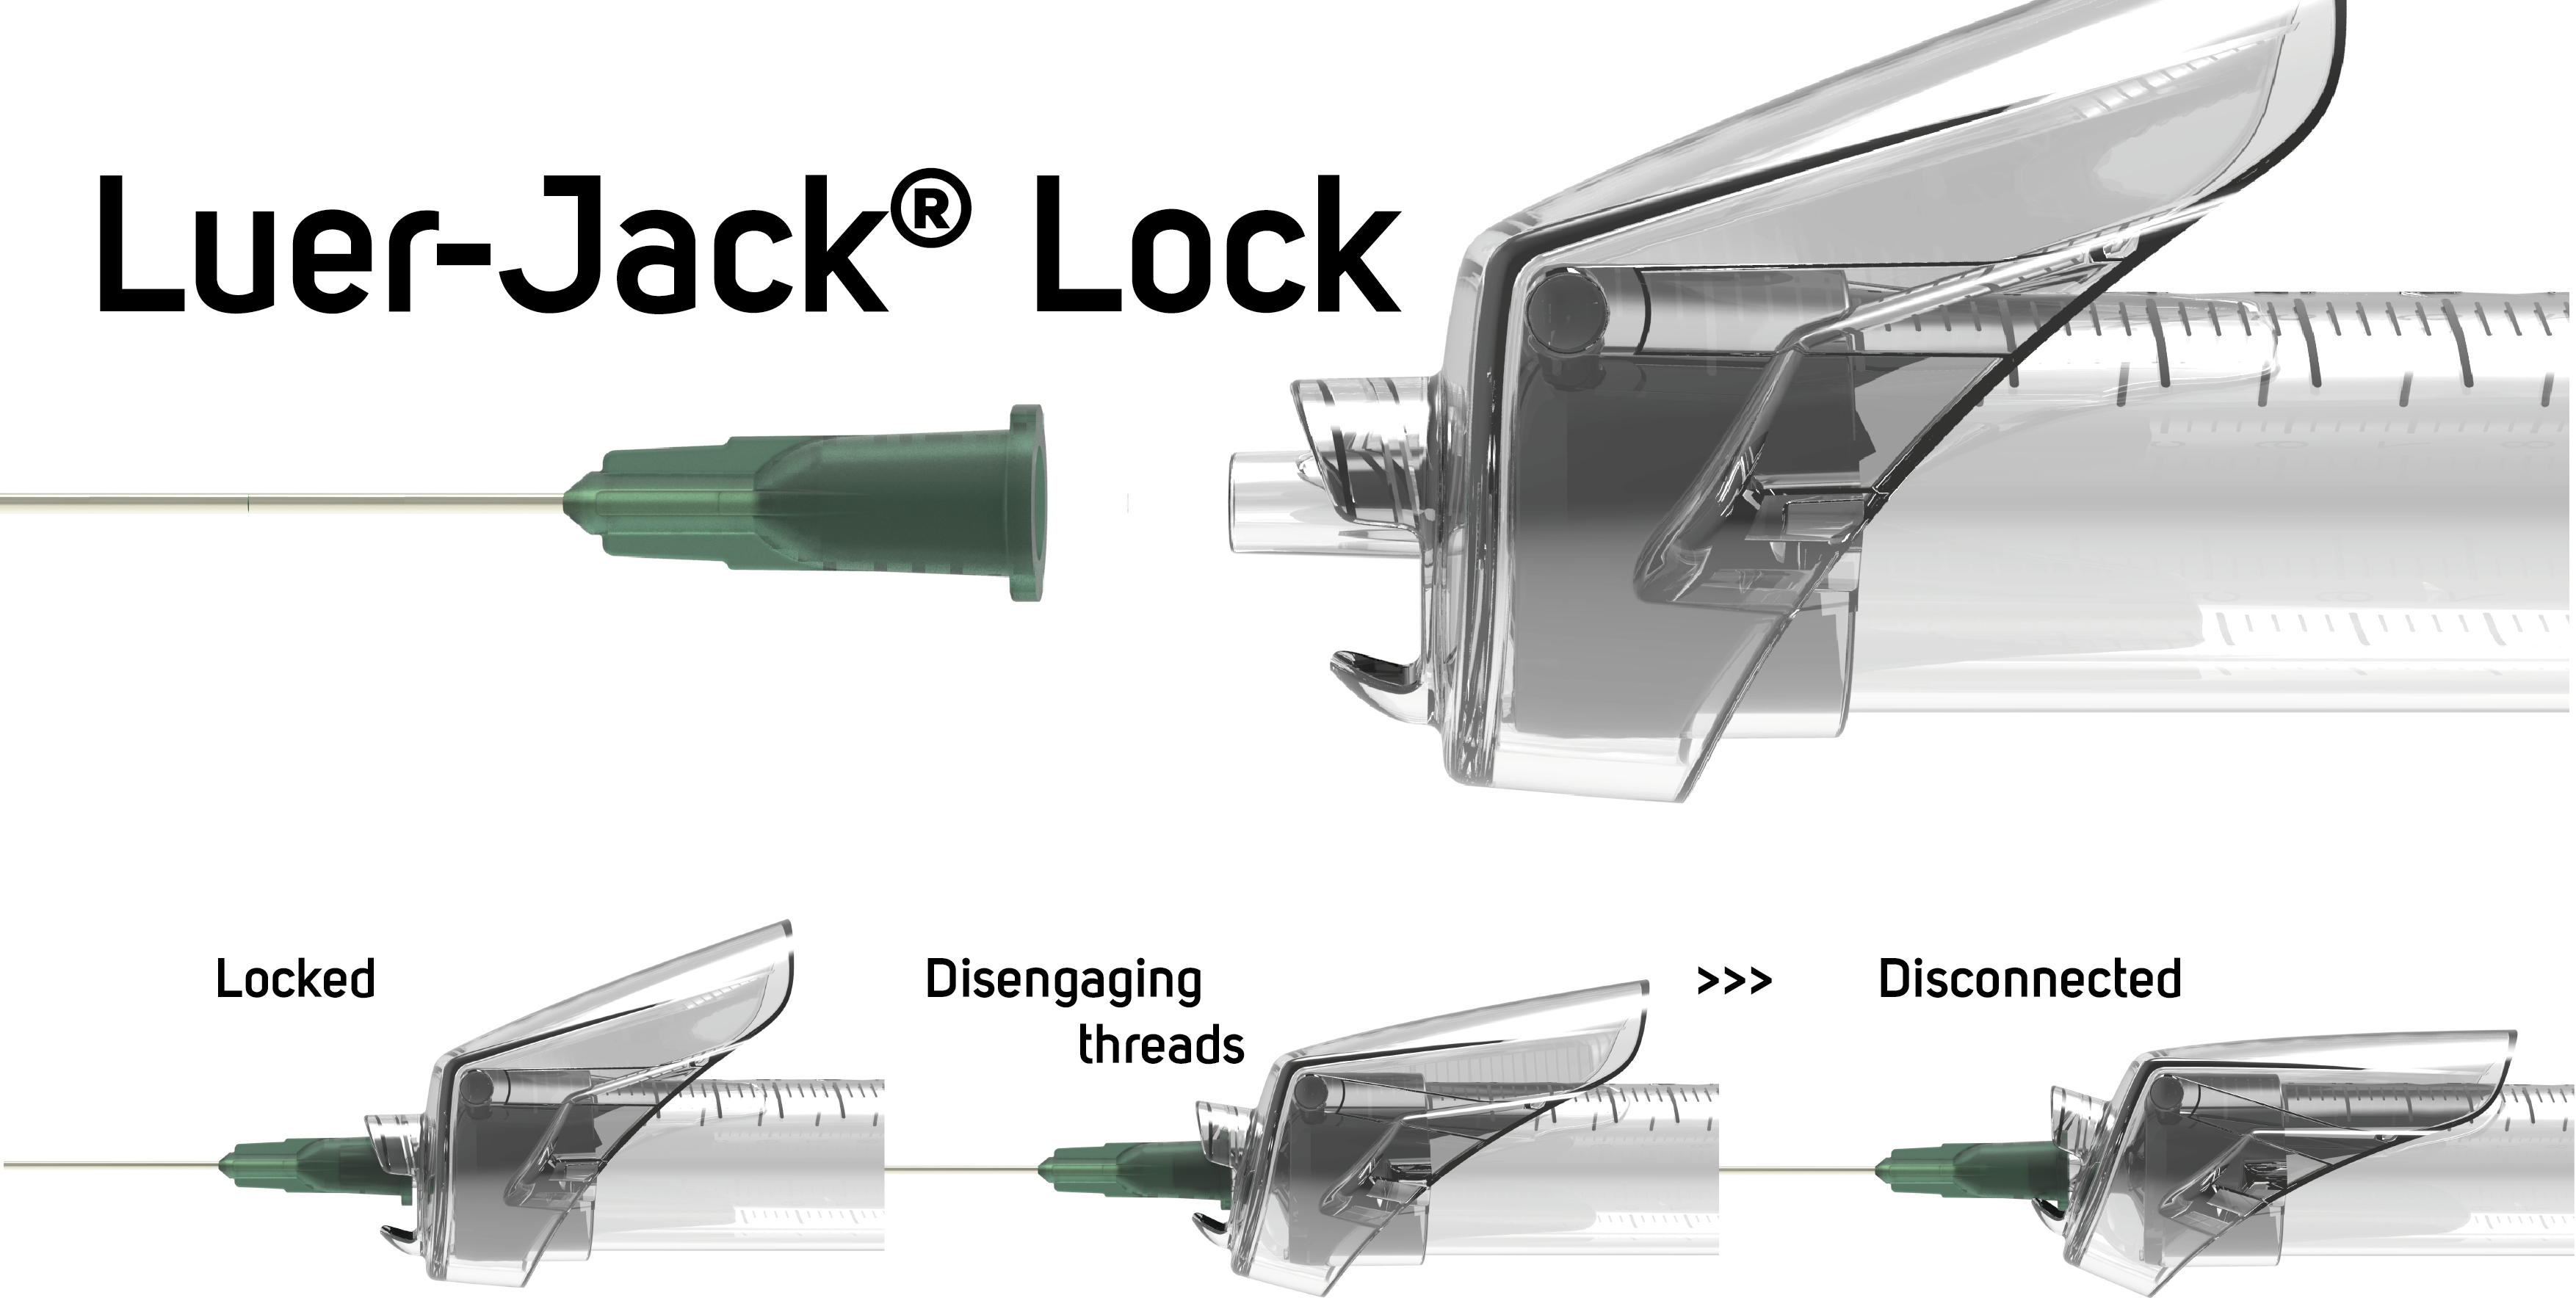 Luer-Jack® Lock
Locked
Disengaging
threads
>>>
Disconnected